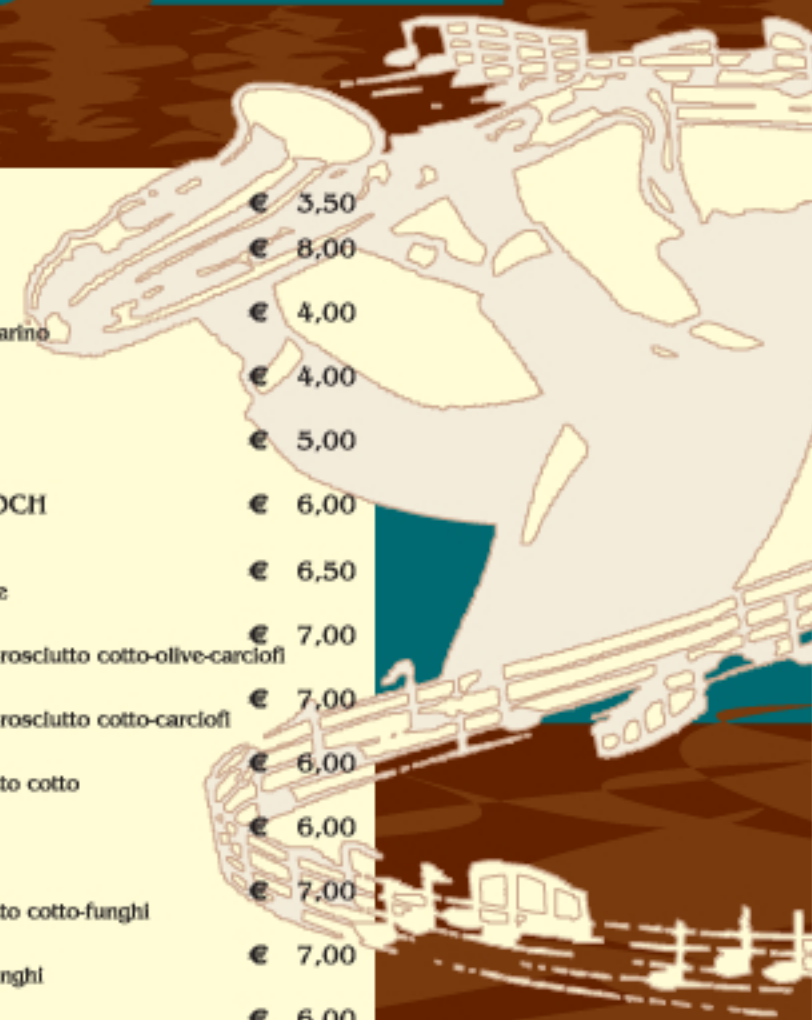 € 3,50
€ 8,00
€ 4,00
arino
€ 4,00
€ 5,00
OCH € 6,00
€ 6,50
e
€ 7,00
rosciutto cotto-olive-carciofi
€ 7,00
rosciutto cotto-carciofi
€ 6,00
to cotto
€ 6,00
€ 7,00
to cotto-funghi
€ 7,00
nghi
€ 6,00